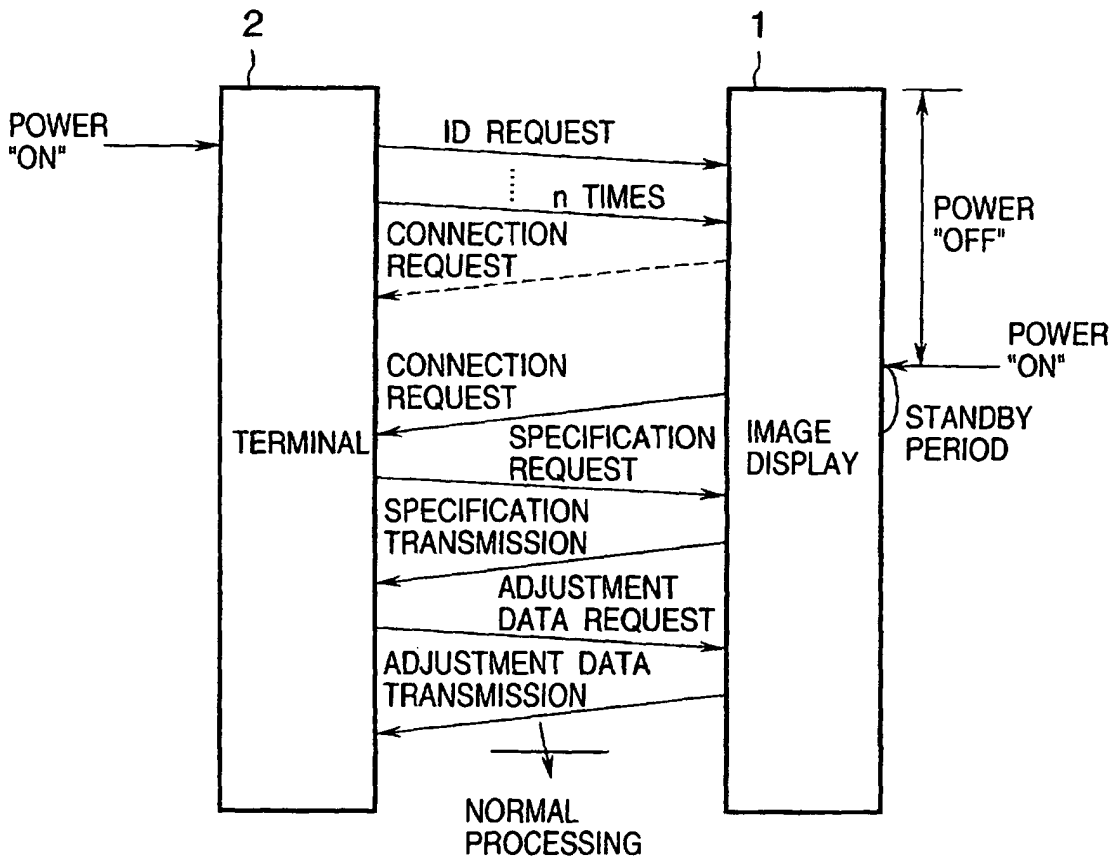 2
1
POWER
"ON"
ID REQUEST
n TIMES
POWER
"OFF"
CONNECTION
REQUEST
POWER
"ON"
CONNECTION
REQUEST
STANDBY
PERIOD
TERMINAL
IMAGE
DISPLAY
SPECIFICATION
REQUEST
SPECIFICATION
TRANSMISSION
ADJUSTMENT
DATA REQUEST
ADJUSTMENT DATA
TRANSMISSION
NORMAL
PROCESSING